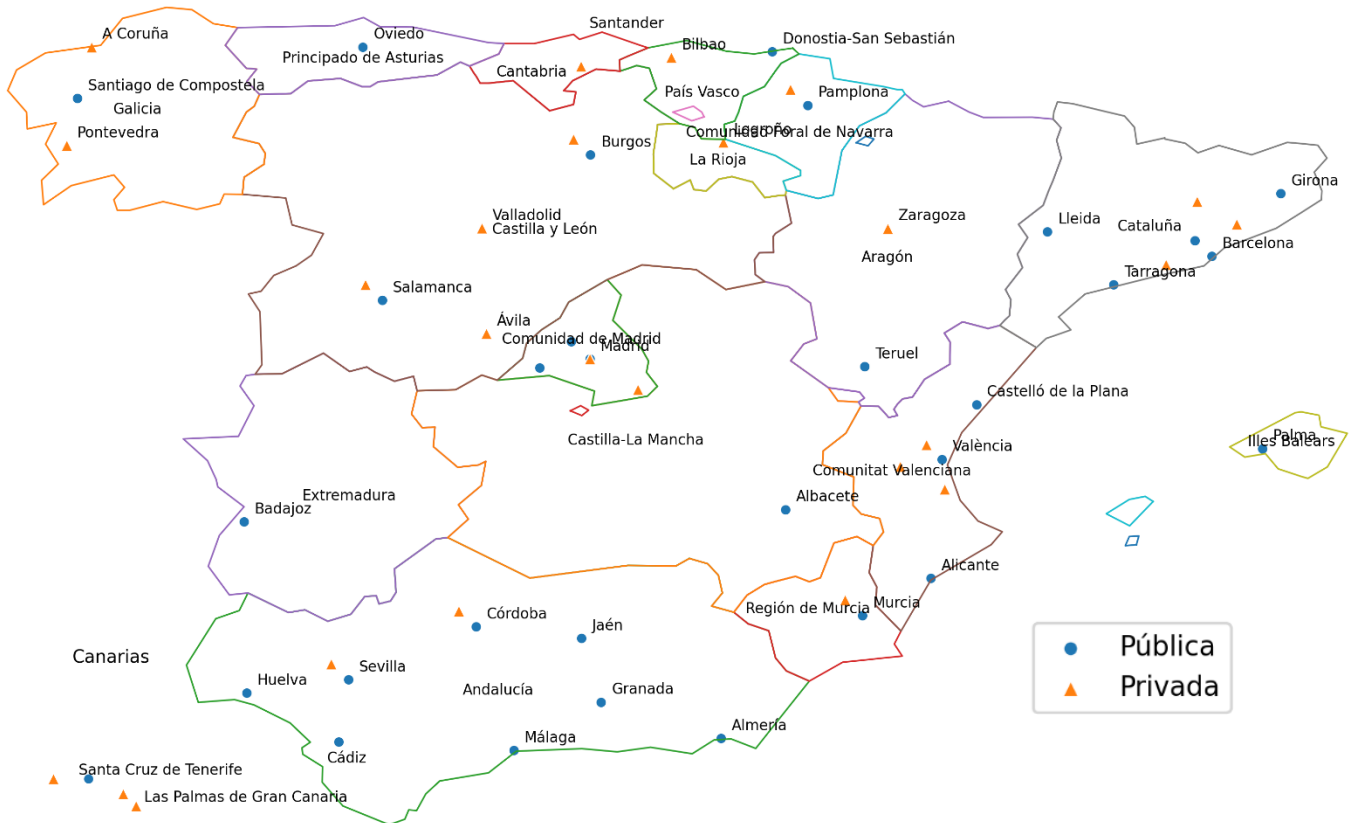 Santander
A Coruña
Oviedo
Donostia-San Sebastián
Bilbao
Principado de Asturias
Cantabria
Santiago de Compostela
País Vasco
Pamplona
Galicia
Pontevedra
Logroño
Comunidad Foral de Navarra
Burgos
La Rioja
Girona
Valladolid
Zaragoza
Lleida
Cataluña
Castilla y León
Barcelona
Aragón
Tarragona
Salamanca
Ávila
Comunidad de Madrid
Madrid
Teruel
Castelló de la Plana
Palma
Illes Balears
Castilla-La Mancha
València
Comunitat Valenciana
Extremadura
Badajoz
Albacete
Alicante
Región de Murcia
Murcia
Córdoba
Jaén
Canarias
Pública
Sevilla
Huelva
Andalucía
Granada
Privada
Almería
Málaga
Cádiz
Santa Cruz de Tenerife
Las Palmas de Gran Canaria